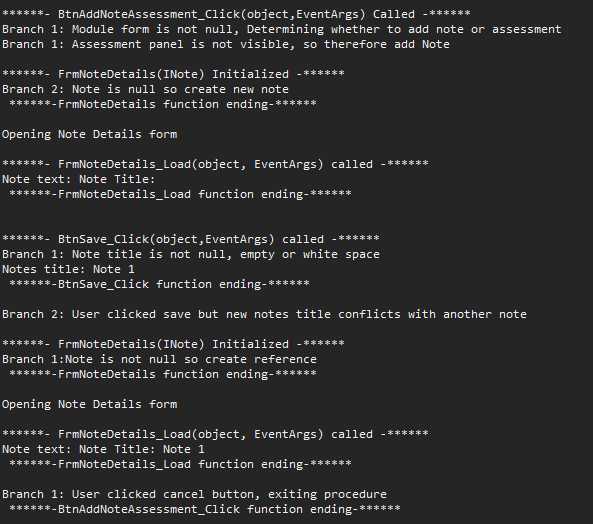 ******- BtnAddNoteAssessment_Click(object,EventArgs) Called -******
Branch 1: Module form is not null, Determining whether to add note or assessment
Branch 1: Assessment panel is not visible, so therefore add Note
******- FrmNoteDetails(INote) Initialized -******
Branch 2: Note is null so create new note
******-FrmNoteDetails function ending-******
Opening Note Details form
******- FrmNoteDetails_Load(object, EventArgs) called -******
Note text: Note Title:
******-FrmNoteDetails_Load function ending-******
******- BtnSave_Click(object,EventArgs) called -******
Branch 1: Note title is not null, empty or white space
Notes title: Note 1
******-BtnSave_Click function ending-******
Branch 2: User clicked save but new notes title conflicts with another note
******- FrmNoteDetails(INote) Initialized -******
Branch 1:Note is not null so create reference
******-FrmNoteDetails function ending-******
Opening Note Details form
******- FrmNoteDetails_Load(object, EventArgs) called -******
Note text: Note Title: Note 1
******-FrmNoteDetails_Load function ending-******
Branch 1: User clicked cancel button, exiting procedure
******-BtnAddNoteAssessment_Click function ending-******